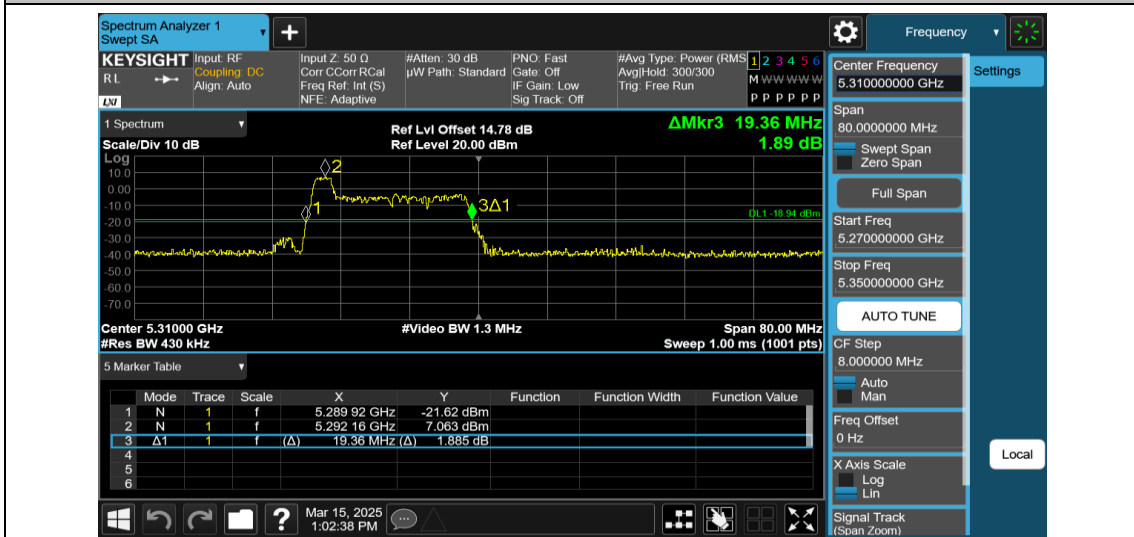 Spectrum Analyzer 1
Swept SA
+
Frequency
KEYSIGHT
RL
LXI
Input: RF
Coupling: DC
Align: Auto
Input Z: 50 Ω
Corr CCorr RCal
Freq Ref: Int (S)
NFE: Adaptive
#Atten: 30 dB
µW Path: Standard
PNO: Fast
Gate: Off
IF Gain: Low
Sig Track: Off
#Avg Type: Power (RMS
Avg|Hold: 300/300
Trig: Free Run
1 2 3 4 5 6
M W W W W W
P P P P P P
1 Spectrum
Scale/Div 10 dB
Ref Lvl Offset 14.78 dB
Ref Level 20.00 dBm
ΔMkr3 19.36 MHz
1.89 dB
Log
10.0
0.00
-10.0
-20.0
-30.0
-40.0
-50.0
-60.0
-70.0
2
1
3Δ1
DL1 -18.94 dBm
Center 5.31000 GHz
#Video BW 1.3 MHz
Span 80.00 MHz
#Res BW 430 kHz
Sweep 1.00 ms (1001 pts)
5 Marker Table
Mode Trace Scale X Y Function Function Width Function Value
1 N 1 f 5.289 92 GHz -21.62 dBm
2 N 1 f 5.292 16 GHz 7.063 dBm
3 Δ1 1 f (Δ) 19.36 MHz (Δ) 1.885 dB
4
5
6
?
Mar 15, 2025
1:02:38 PM
Center Frequency
5.310000000 GHz
Span
80.0000000 MHz
Swept Span
Zero Span
Full Span
Start Freq
5.270000000 GHz
Stop Freq
5.350000000 GHz
AUTO TUNE
CF Step
8.000000 MHz
Auto
Man
Freq Offset
0 Hz
X Axis Scale
Log
Lin
Signal Track
(Span Zoom)
Settings
Local